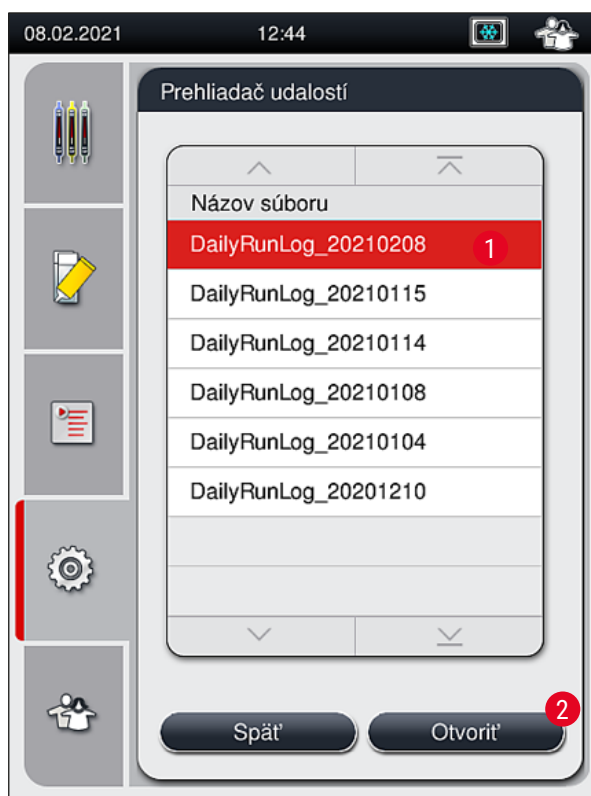 08.02.2021 12:44
Prehliadač udalostí
Názov súboru
DailyRunLog_20210208 1
DailyRunLog_20210115
DailyRunLog_20210114
DailyRunLog_20210108
DailyRunLog_20210104
DailyRunLog_20201210
2
Späť Otvoriť